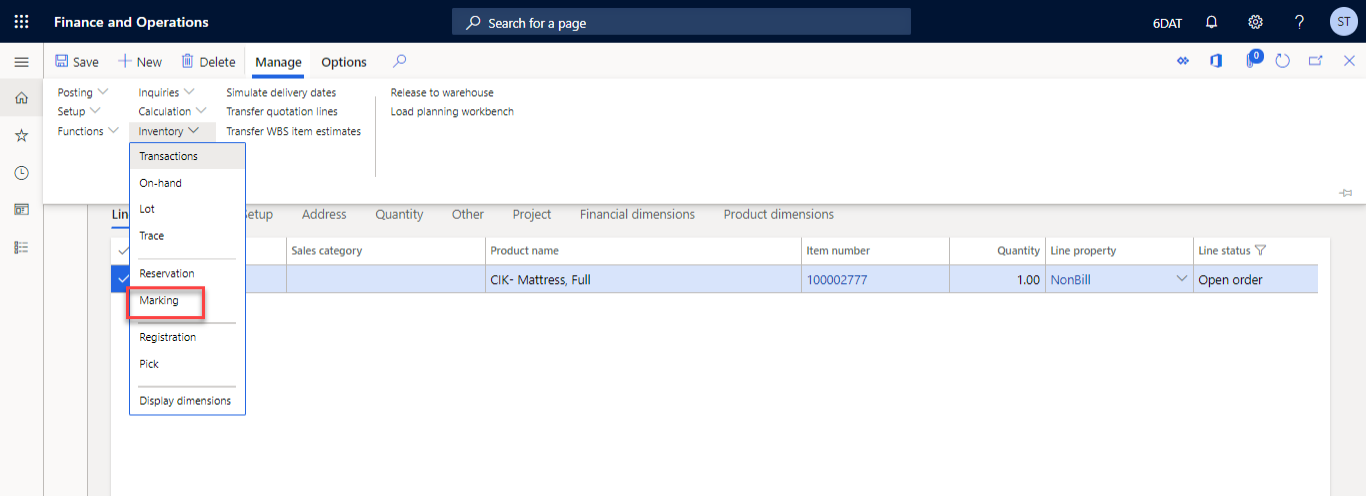 Finance and Operations
Search for a page
6DAT
ST
Save
New
Delete
Manage
Options
0
Posting
Inquiries
Simulate delivery dates
Release to warehouse
Setup
Calculation
Transfer quotation lines
Load planning workbench
Functions
Inventory
Transfer WBS item estimates
Transactions
On-hand
Lot
Trace
Reservation
Marking
Registration
Pick
Display dimensions
Lin
etup
Address
Quantity
Other
Project
Financial dimensions
Product dimensions
Sales category
Product name
Item number
Quantity
Line property
Line status
CIK- Mattress, Full
100002777
1.00
NonBill
Open order